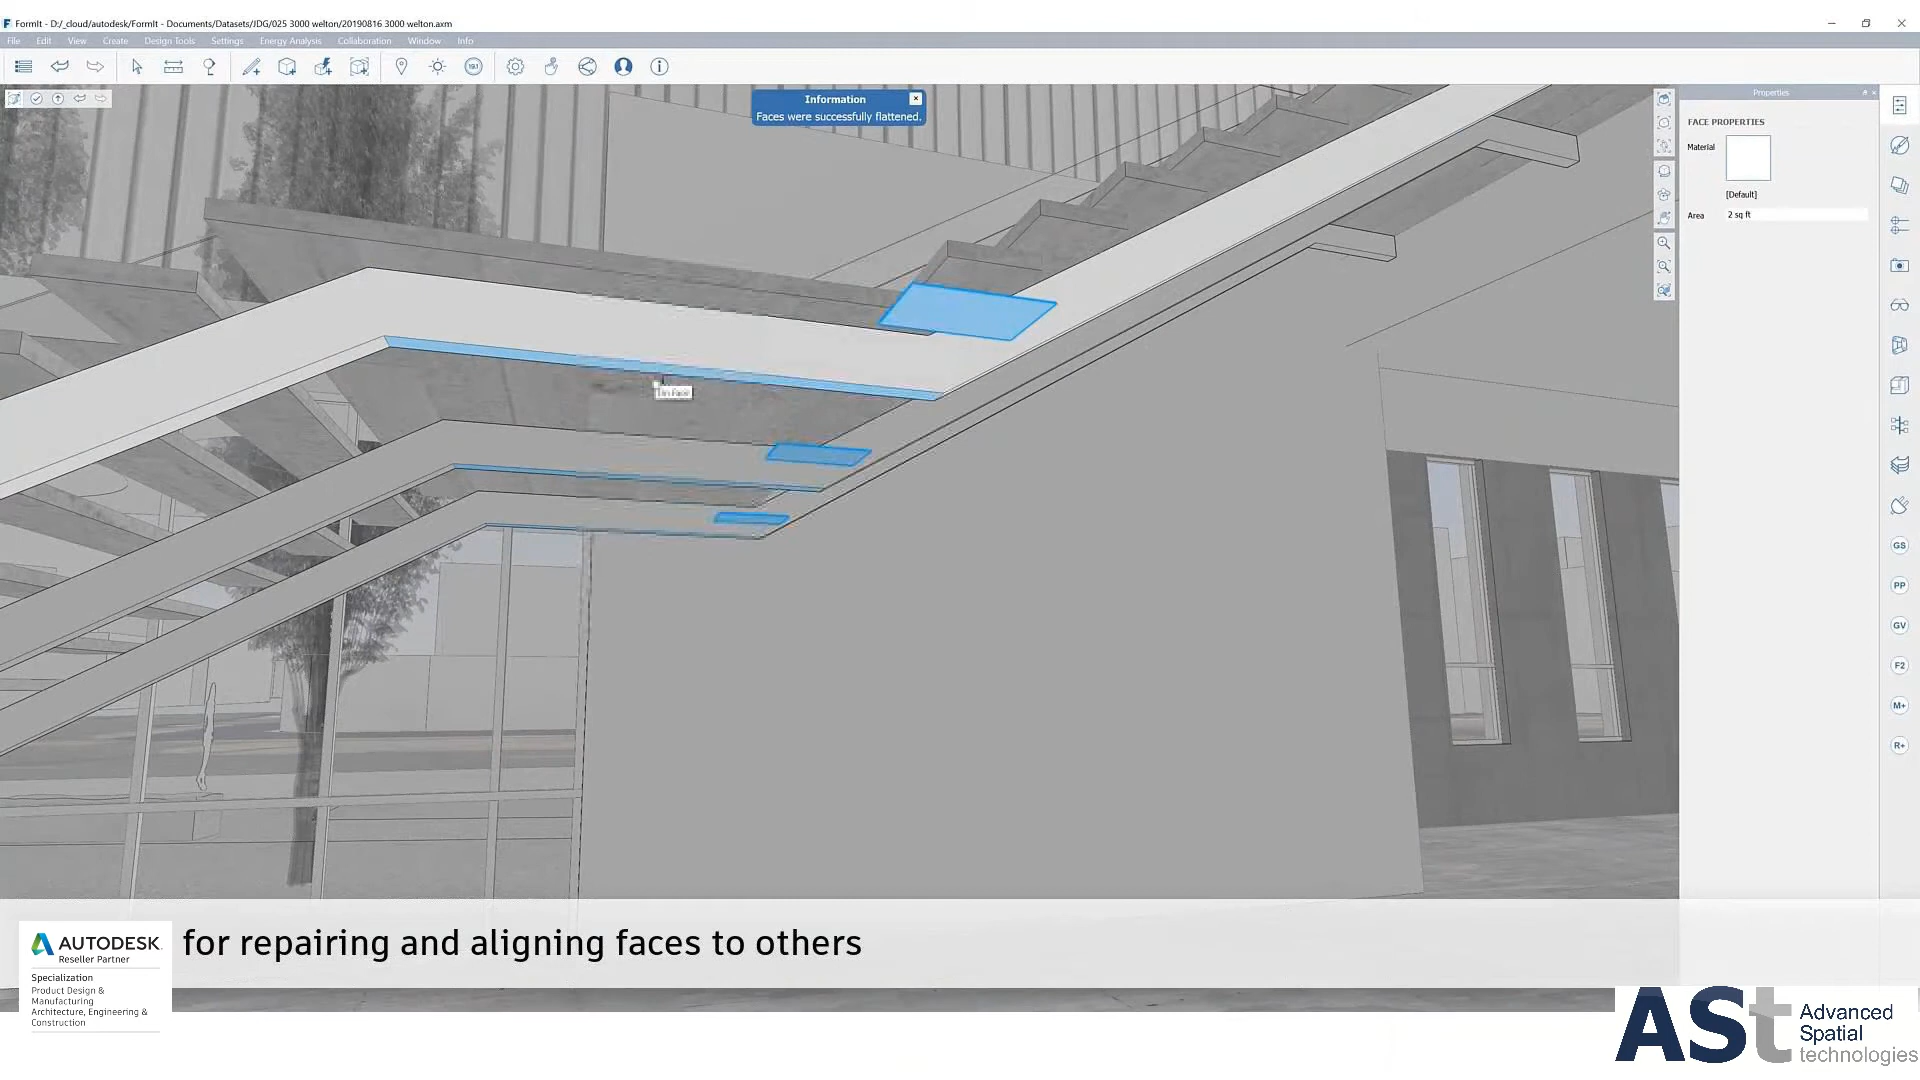 FormIt - D:/_cloud/autodesk/FormIt - Documents/Datasets/JDG/025 3000 welton/20190816 3000 welton.axm
File Edit View Create Design Tools Settings Energy Analysis Collaboration Window Info
19.1
Information
Faces were successfully flattened.
Properties
FACE PROPERTIES
Material
[Default]
Area 2 sq ft
GS
PP
GV
F2
M+
R+
for repairing and aligning faces to others
AUTODESK
Reseller Partner
Specialization
Product Design &
Manufacturing
Architecture, Engineering &
Construction
ASt
Advanced
Spatial
technologies